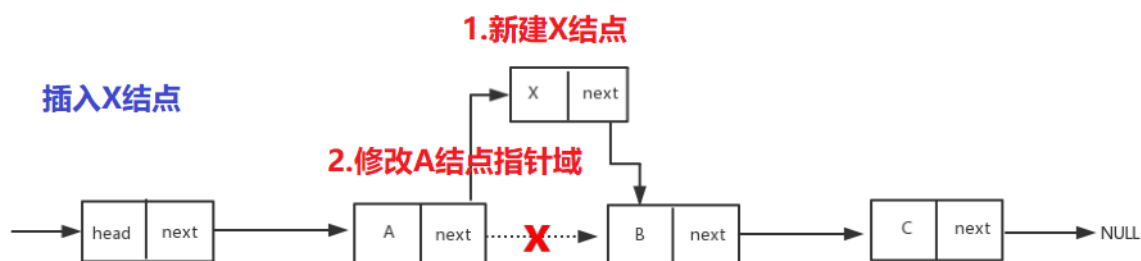 1.新建X结点
插入X结点
X next
2.修改A结点指针域
head next
A next
X
B next
C next
NULL